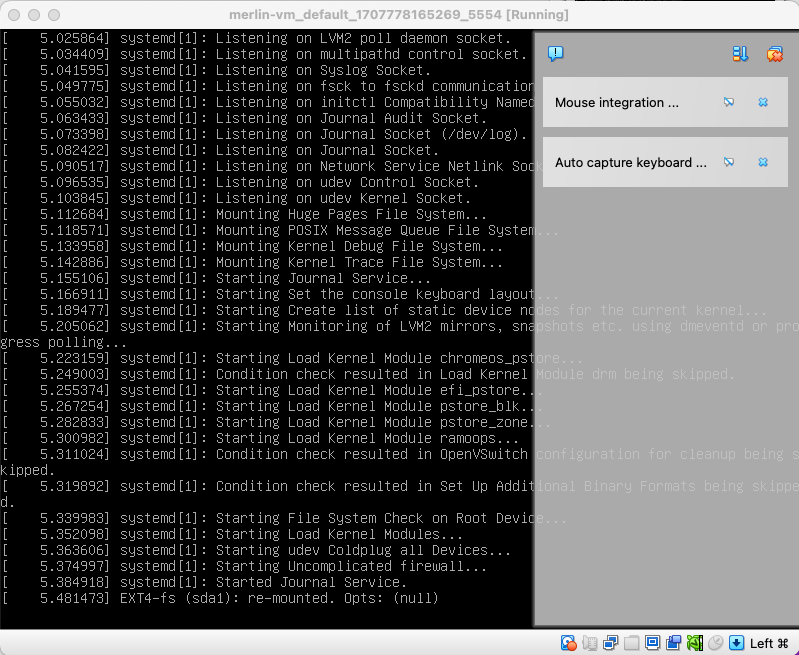 merlin-vm_default_1707778165269_5554 [Running]
[    5.025864] systemd[1]: Listening on LVM2 poll daemon socket.
[    5.034409] systemd[1]: Listening on multipathd control socket.
[    5.041595] systemd[1]: Listening on Syslog Socket.
[    5.049775] systemd[1]: Listening on fsck to fsckd communication
[    5.055032] systemd[1]: Listening on initctl Compatibility Named
[    5.063433] systemd[1]: Listening on Journal Audit Socket.
[    5.073398] systemd[1]: Listening on Journal Socket (/dev/log).
[    5.082422] systemd[1]: Listening on Journal Socket.
[    5.090517] systemd[1]: Listening on Network Service Netlink Sock
[    5.096535] systemd[1]: Listening on udev Control Socket.
[    5.103845] systemd[1]: Listening on udev Kernel Socket.
[    5.112684] systemd[1]: Mounting Huge Pages File System...
[    5.118571] systemd[1]: Mounting POSIX Message Queue File System...
[    5.133958] systemd[1]: Mounting Kernel Debug File System...
[    5.142886] systemd[1]: Mounting Kernel Trace File System...
[    5.155106] systemd[1]: Starting Journal Service...
[    5.166911] systemd[1]: Starting Set the console keyboard layout...
[    5.189477] systemd[1]: Starting Create list of static device nodes for the current kernel...
[    5.205062] systemd[1]: Starting Monitoring of LVM2 mirrors, snapshots etc. using dmeventd or pro
gress polling...
[    5.223159] systemd[1]: Starting Load Kernel Module chromeos_pstore...
[    5.249003] systemd[1]: Condition check resulted in Load Kernel Module drm being skipped.
[    5.255374] systemd[1]: Starting Load Kernel Module efi_pstore...
[    5.267254] systemd[1]: Starting Load Kernel Module pstore_blk...
[    5.282833] systemd[1]: Starting Load Kernel Module pstore_zone...
[    5.300982] systemd[1]: Starting Load Kernel Module ramoops...
[    5.311024] systemd[1]: Condition check resulted in OpenVSwitch configuration for cleanup being s
kipped.
[    5.319892] systemd[1]: Condition check resulted in Set Up Additional Binary Formats being skippe
d.
[    5.339983] systemd[1]: Starting File System Check on Root Device...
[    5.352098] systemd[1]: Starting Load Kernel Modules...
[    5.363606] systemd[1]: Starting udev Coldplug all Devices...
[    5.374997] systemd[1]: Starting Uncomplicated firewall...
[    5.384918] systemd[1]: Started Journal Service.
[    5.481473] EXT4-fs (sda1): re-mounted. Opts: (null)
Mouse integration ...
Auto capture keyboard ...
Left ⌘